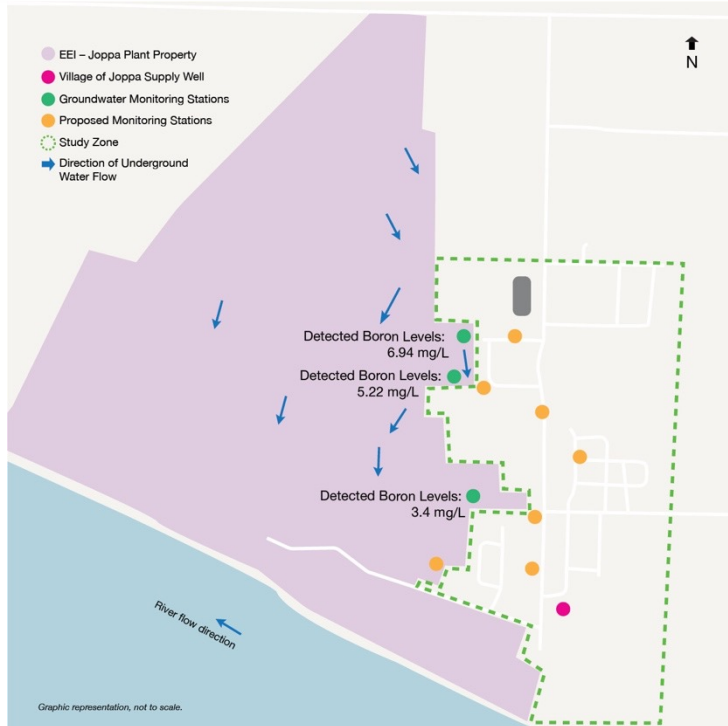 EEI – Joppa Plant Property
Village of Joppa Supply Well
Groundwater Monitoring Stations
Proposed Monitoring Stations
Study Zone
Direction of Underground
Water Flow
N
Detected Boron Levels:
6.94 mg/L
Detected Boron Levels:
5.22 mg/L
Detected Boron Levels:
3.4 mg/L
River flow direction
Graphic representation, not to scale.